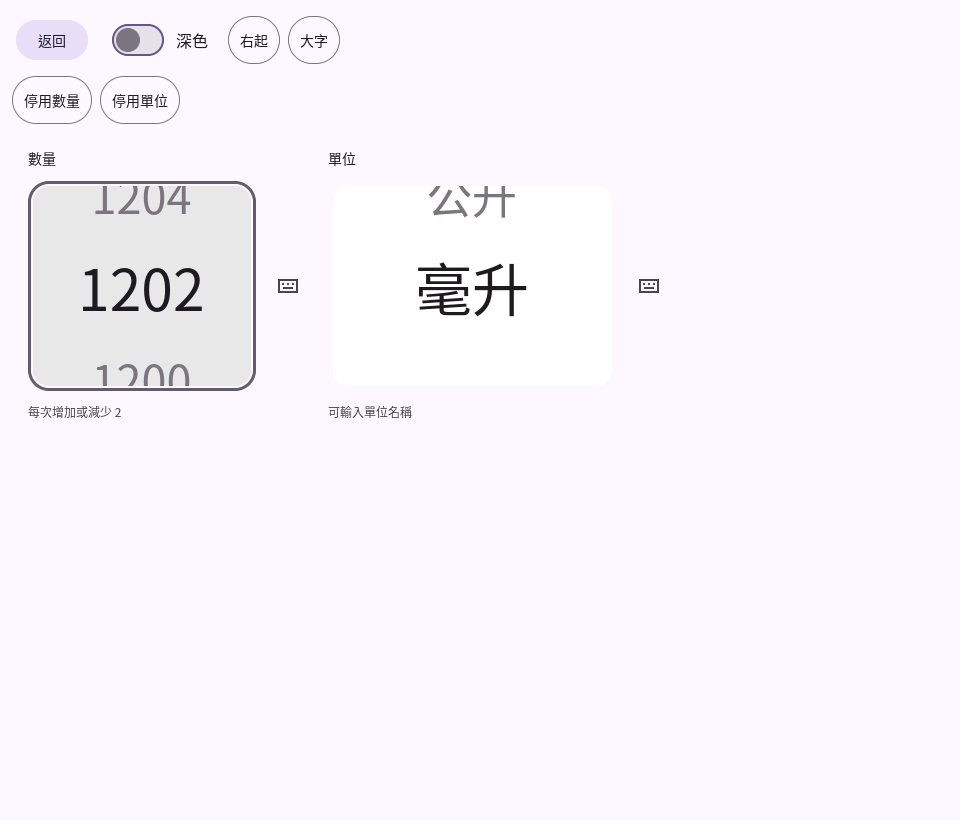 返回 深色 右起 大字
停用數量 停用單位
數量 單位
1204 公升
1202 毫升
1200
每次增加或減少 2 可輸入單位名稱